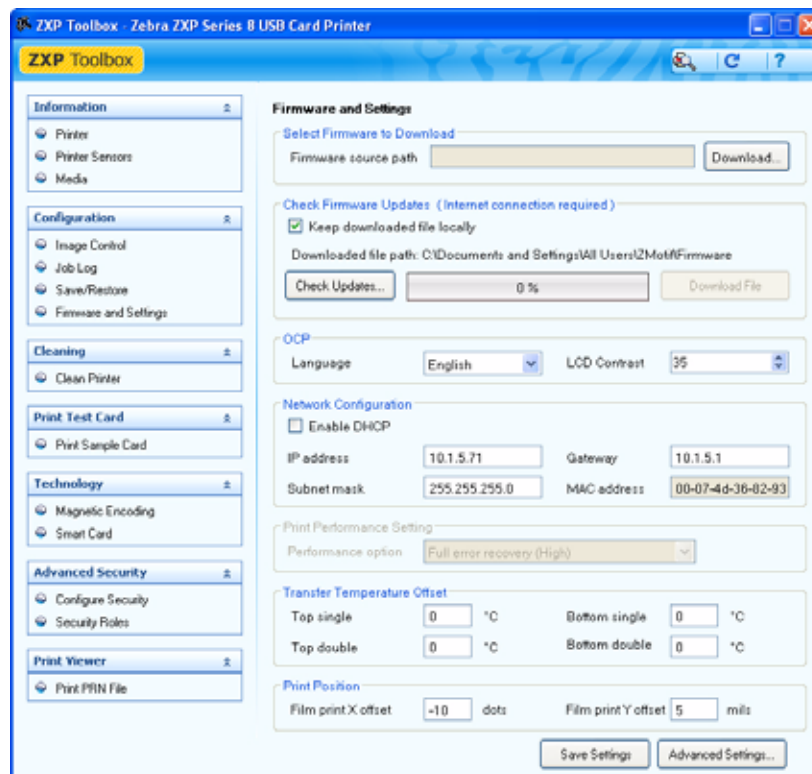 ZXP Toolbox - Zebra ZXP Series 8 USB Card Printer
ZXP Toolbox
?
Information
Printer
Printer Sensors
Media
Configuration
Image Control
Job Log
Save/Restore
Firmware and Settings
Cleaning
Clean Printer
Print Test Card
Print Sample Card
Technology
Magnetic Encoding
Smart Card
Advanced Security
Configure Security
Security Roles
Print Viewer
Print PRN File
Firmware and Settings
Select Firmware to Download
Firmware source path Download...
Check Firmware Updates ( Internet connection required )
Keep downloaded file locally
Downloaded file path: C:\Documents and Settings\All Users\ZMotif\Firmware
Check Updates... 0 % Download File
OCP
Language English LCD Contrast 35
Network Configuration
Enable DHCP
IP address 10.1.5.71 Gateway 10.1.5.1
Subnet mask 255.255.255.0 MAC address 00-07-4d-36-82-93
Print Performance Setting
Performance option Full error recovery (High)
Transfer Temperature Offset
Top single 0 °C Bottom single 0 °C
Top double 0 °C Bottom double 0 °C
Print Position
Film print X offset -10 dots Film print Y offset 5 mils
Save Settings Advanced Settings...